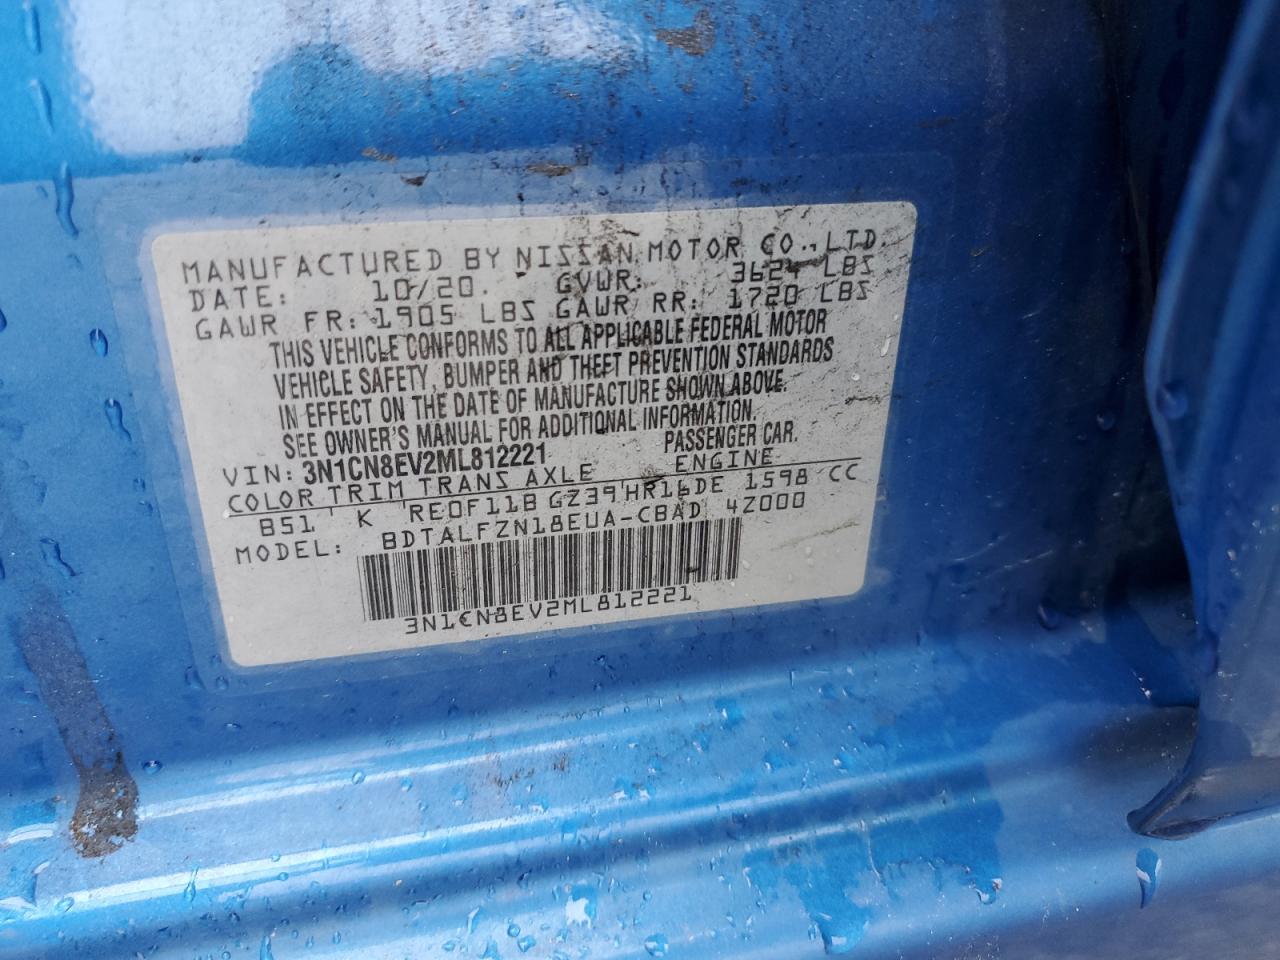 MANUFACTURED BY NISSAN MOTOR CO., LTD.
DATE: 10/20. GVWR: 3624 LBS
GAWR FR: 1905 LBS GAWR RR: 1720 LBS
THIS VEHICLE CONFORMS TO ALL APPLICABLE FEDERAL MOTOR
VEHICLE SAFETY, BUMPER AND THEFT PREVENTION STANDARDS
IN EFFECT ON THE DATE OF MANUFACTURE SHOWN ABOVE.
SEE OWNER'S MANUAL FOR ADDITIONAL INFORMATION.
VIN: 3N1CN8EV2ML812221 PASSENGER CAR.
COLOR TRIM TRANS AXLE ENGINE
B51 K RE0F11B GZ39 HR16DE 1598 CC
MODEL: BDTALFZN18EUA-CBAD 4Z000
3N1CN8EV2ML812221